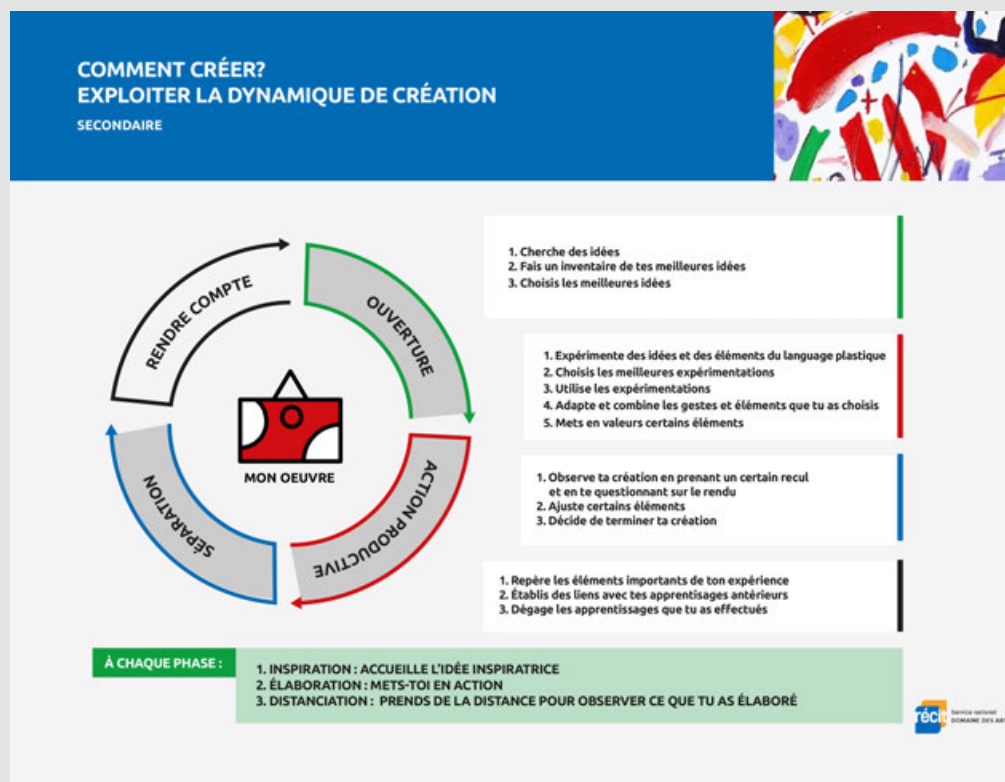 COMMENT CRÉER?
EXPLOITER LA DYNAMIQUE DE CRÉATION
SECONDAIRE
RENDRE COMPTE
OUVERTURE
ACTION PRODUCTIVE
SÉPARATION
MON OEUVRE
1. Cherche des idées
2. Fais un inventaire de tes meilleures idées
3. Choisis les meilleures idées
1. Expérimente des idées et des éléments du language plastique
2. Choisis les meilleures expérimentations
3. Utilise les expérimentations
4. Adapte et combine les gestes et éléments que tu as choisis
5. Mets en valeurs certains éléments
1. Observe ta création en prenant un certain recul
et en te questionnant sur le rendu
2. Ajuste certains éléments
3. Décide de terminer ta création
1. Repère les éléments importants de ton expérience
2. Établis des liens avec tes apprentisages antérieurs
3. Dégage les apprentissages que tu as effectués
À CHAQUE PHASE :
1. INSPIRATION : ACCUEILLE L'IDÉE INSPIRATRICE
2. ÉLABORATION : METS-TOI EN ACTION
3. DISTANCIATION : PRENDS DE LA DISTANCE POUR OBSERVER CE QUE TU AS ÉLABORÉ
récit
Service national
DOMAINE DES ART